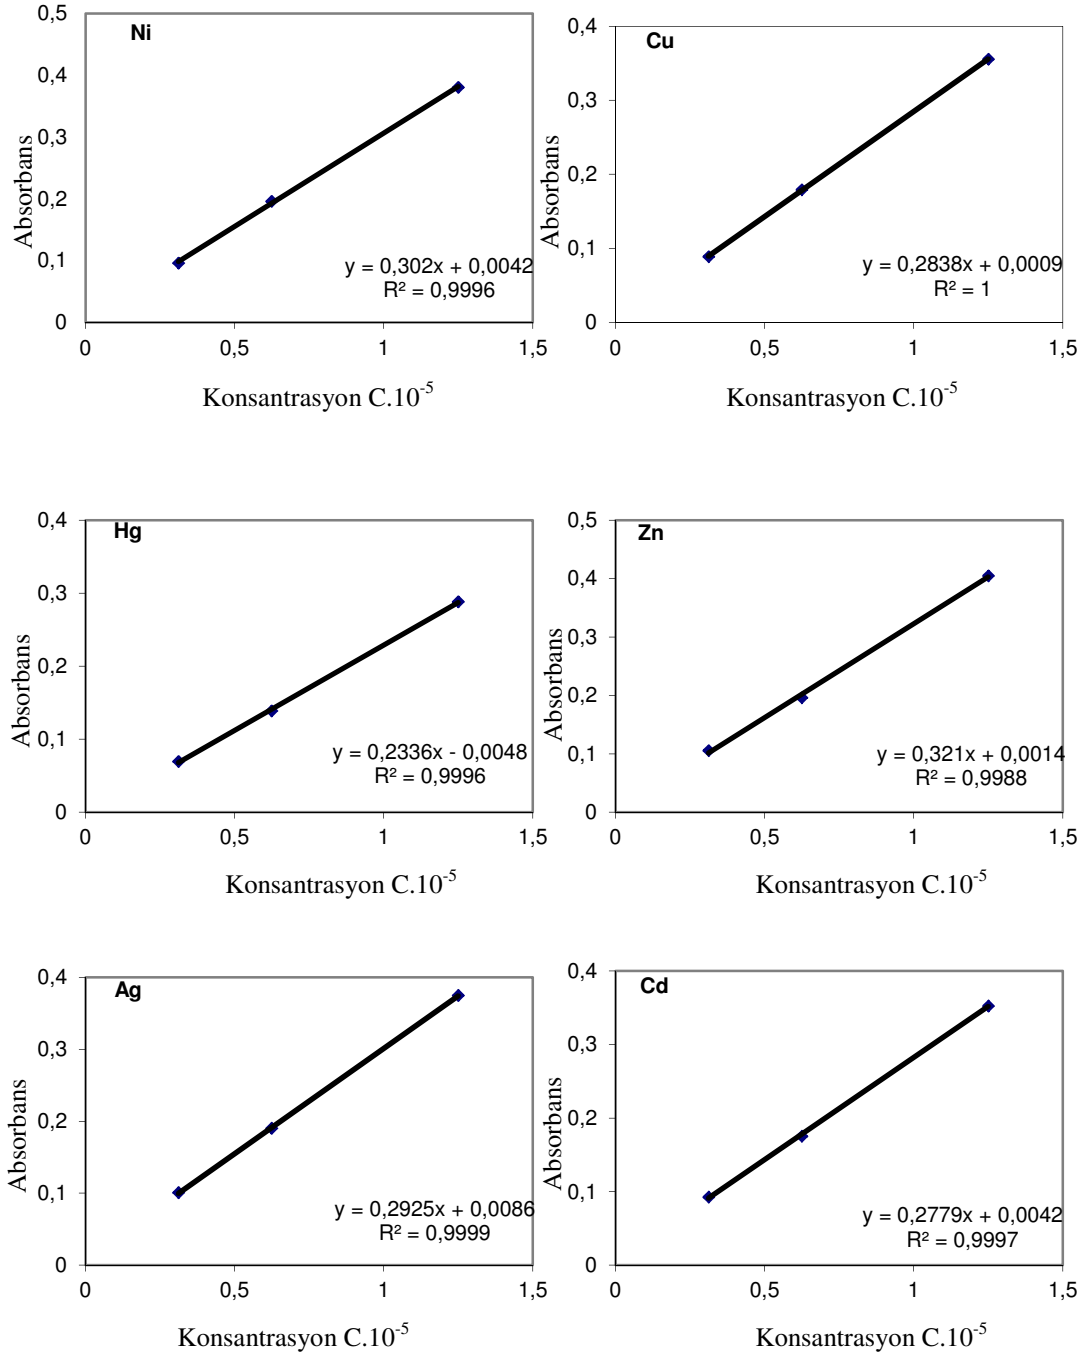 Ni
0,5
0,4
0,3
0,2
0,1
0
Absorbans
y = 0,302x + 0,0042
R² = 0,9996
0 0,5 1 1,5
Konsantrasyon C.10⁻⁵
Cu
0,4
0,3
0,2
0,1
0
Absorbans
y = 0,2838x + 0,0009
R² = 1
0 0,5 1 1,5
Konsantrasyon C.10⁻⁵
Hg
0,4
0,3
0,2
0,1
0
Absorbans
y = 0,2336x - 0,0048
R² = 0,9996
0 0,5 1 1,5
Konsantrasyon C.10⁻⁵
Zn
0,5
0,4
0,3
0,2
0,1
0
Absorbans
y = 0,321x + 0,0014
R² = 0,9988
0 0,5 1 1,5
Konsantrasyon C.10⁻⁵
Ag
0,4
0,3
0,2
0,1
0
Absorbans
y = 0,2925x + 0,0086
R² = 0,9999
0 0,5 1 1,5
Konsantrasyon C.10⁻⁵
Cd
0,4
0,3
0,2
0,1
0
Absorbans
y = 0,2779x + 0,0042
R² = 0,9997
0 0,5 1 1,5
Konsantrasyon C.10⁻⁵